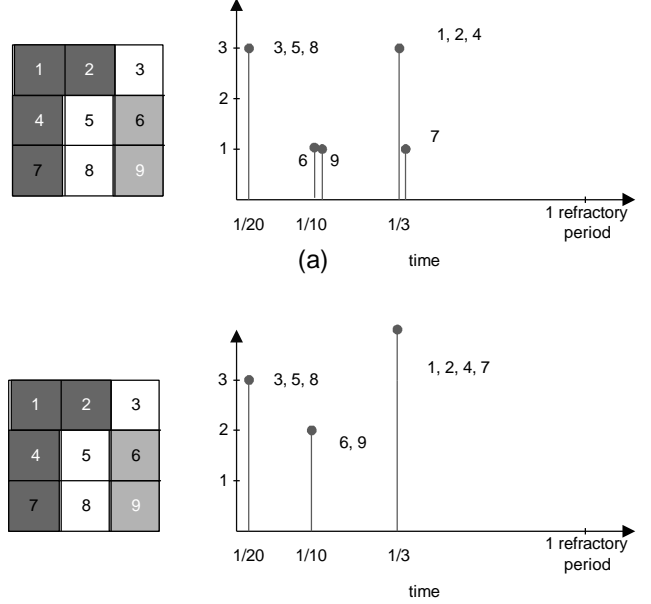 1 2 3
4 5 6
7 8 9
3
2
1
3, 5, 8
6
9
1, 2, 4
7
1/20 1/10 1/3
1 refractory
period
(a)
time
1 2 3
4 5 6
7 8 9
3
2
1
3, 5, 8
6, 9
1, 2, 4, 7
1/20 1/10 1/3
1 refractory
period
time